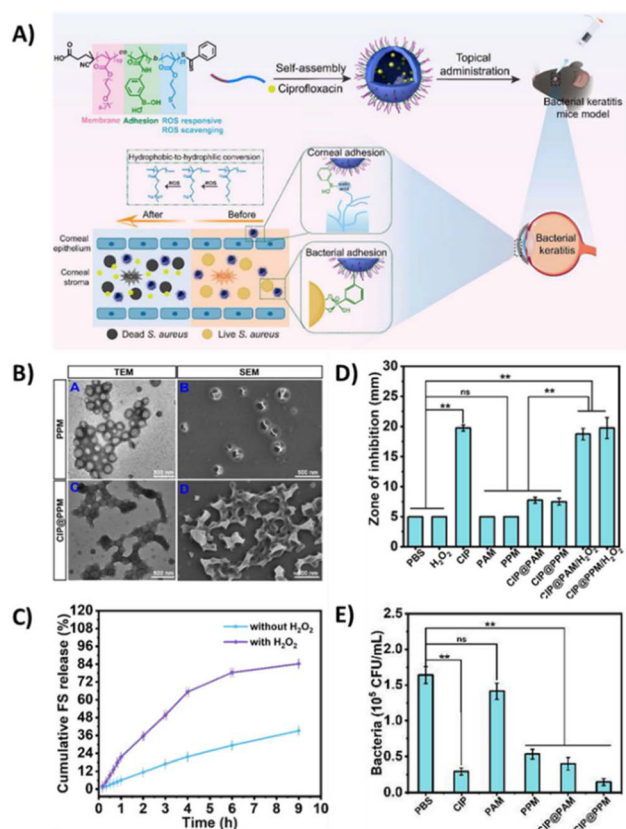 A)
Self-assembly
Ciprofloxacin
Topical
administration
Bacterial keratitis
mice model
Membrane
Adhesion
ROS responsive
ROS scavenging
Hydrophobic-to-hydrophilic conversion
ROS
ROS
Corneal adhesion
After
Before
Corneal
epithelium
Corneal
stroma
Bacterial adhesion
Bacterial
keratitis
Dead S. aureus
Live S. aureus
B)
TEM
SEM
PPM
CIP@PPM
A
B
C
D
500 nm
500 nm
500 nm
C)
Cumulative FS release (%)
120
108
96
84
72
60
48
36
24
12
0
without H2O2
with H2O2
0 1 2 3 4 5 6 7 8 9 10
Time (h)
D)
Zone of inhibition (mm)
30
25
20
15
10
5
0
**
ns
**
**
PBS
H2O2
CIP
PAM
PPM
CIP@PAM
CIP@PPM
CIP@PAM/H2O2
CIP@PPM/H2O2
E)
Bacteria (10⁵ CFU/mL)
2.5
2.0
1.5
1.0
0.5
0.0
**
ns
**
PBS
CIP
PAM
PPM
CIP@PAM
CIP@PPM